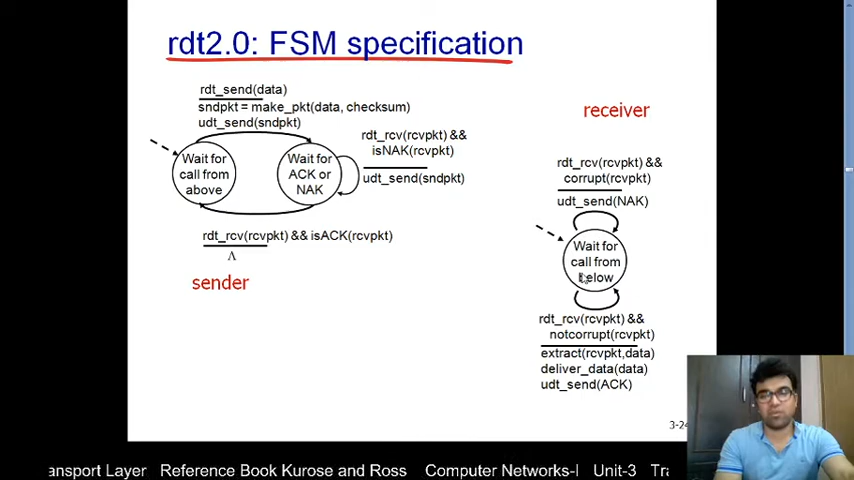 rdt2.0: FSM specification
rdt_send(data)
sndpkt = make_pkt(data, checksum)
udt_send(sndpkt)
Wait for
call from
above
Wait for
ACK or
NAK
rdt_rcv(rcvpkt) &&
isNAK(rcvpkt)
udt_send(sndpkt)
rdt_rcv(rcvpkt) && isACK(rcvpkt)
Λ
sender
receiver
rdt_rcv(rcvpkt) &&
corrupt(rcvpkt)
udt_send(NAK)
Wait for
call from
below
rdt_rcv(rcvpkt) &&
notcorrupt(rcvpkt)
extract(rcvpkt,data)
deliver_data(data)
udt_send(ACK)
3-24
ansport Layer Reference Book Kurose and Ross Computer Networks-I Unit-3 Tra